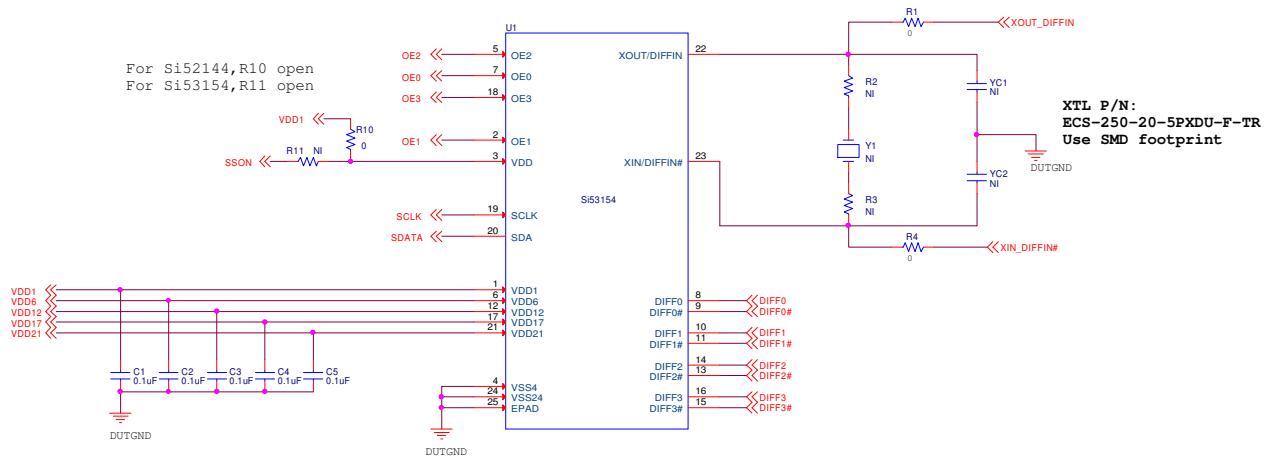 For Si52144,R10 open
For Si53154,R11 open
VDD1
R10
0
R11 NI
SSON
OE2
OE0
OE3
OE1
SCLK
SDATA
VDD1
VDD6
VDD12
VDD17
VDD21
C1
0.1uF
C2
0.1uF
C3
0.1uF
C4
0.1uF
C5
0.1uF
DUTGND
DUTGND
U1
Si53154
5 OE2
7 OE0
18 OE3
2 OE1
3 VDD
19 SCLK
20 SDA
1 VDD1
6 VDD6
12 VDD12
17 VDD17
21 VDD21
4 VSS4
24 VSS24
25 EPAD
XOUT/DIFFIN 22
XIN/DIFFIN# 23
DIFF0 8 DIFF0
DIFF0# 9 DIFF0#
DIFF1 10 DIFF1
DIFF1# 11 DIFF1#
DIFF2 14 DIFF2
DIFF2# 13 DIFF2#
DIFF3 16 DIFF3
DIFF3# 15 DIFF3#
R1
0
XOUT_DIFFIN
R2
NI
Y1
NI
R3
NI
R4
0
XIN_DIFFIN#
YC1
NI
YC2
NI
DUTGND
XTL P/N:
ECS-250-20-5PXDU-F-TR
Use SMD footprint